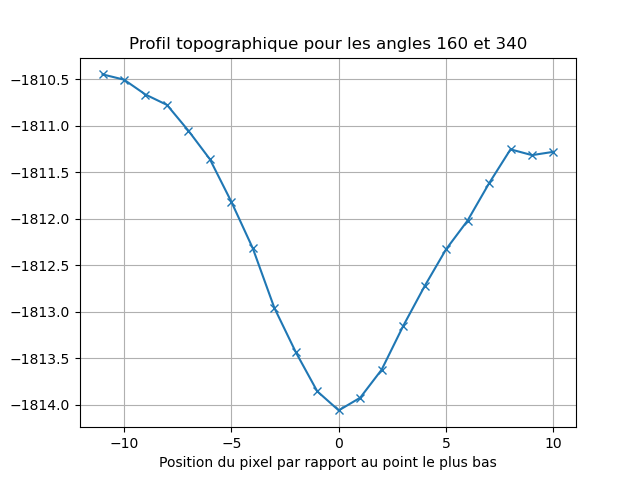 Profil topographique pour les angles 160 et 340
−1810.5
−1811.0
−1811.5
−1812.0
−1812.5
−1813.0
−1813.5
−1814.0
−10 −5 0 5 10
Position du pixel par rapport au point le plus bas